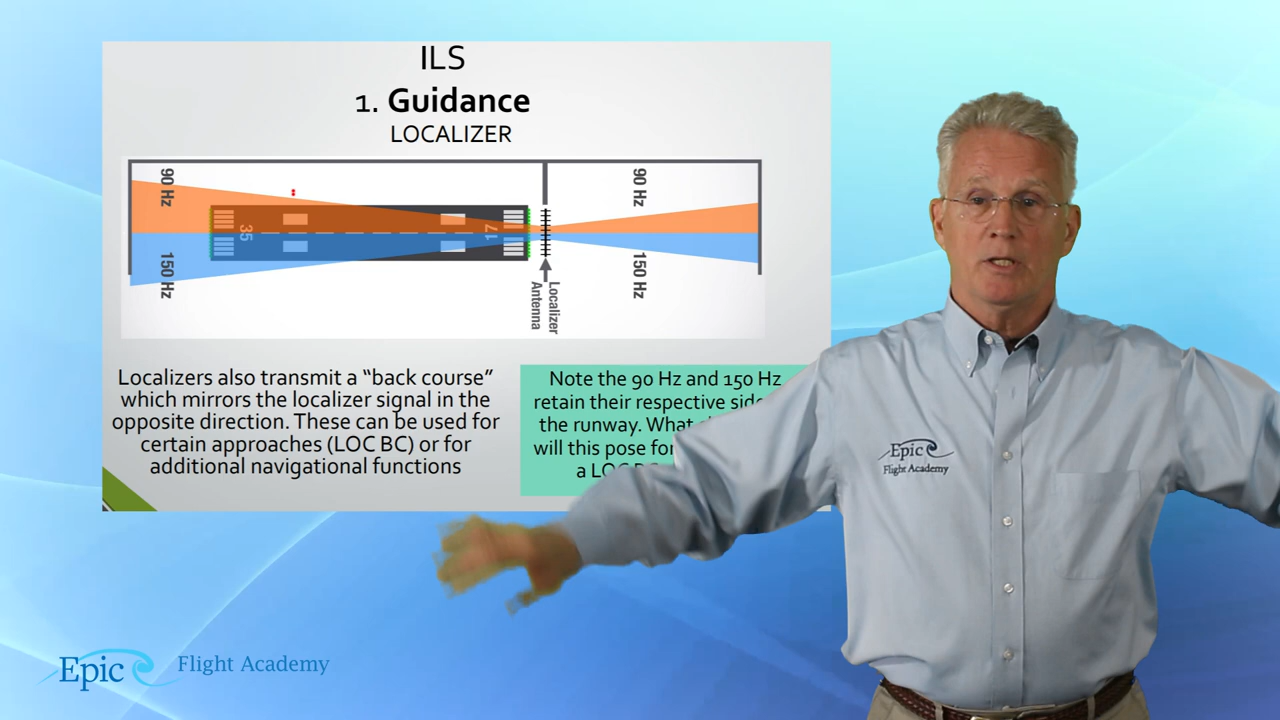 ILS
1. Guidance
LOCALIZER
90 Hz
150 Hz
35
17
Localizer
Antenna
90 Hz
150 Hz
Localizers also transmit a “back course”
which mirrors the localizer signal in the
opposite direction. These can be used for
certain approaches (LOC BC) or for
additional navigational functions
Note the 90 Hz and 150 Hz
retain their respective
the runway. What
will this pose for
a LOC
Epic
Flight Academy
Epic Flight Academy